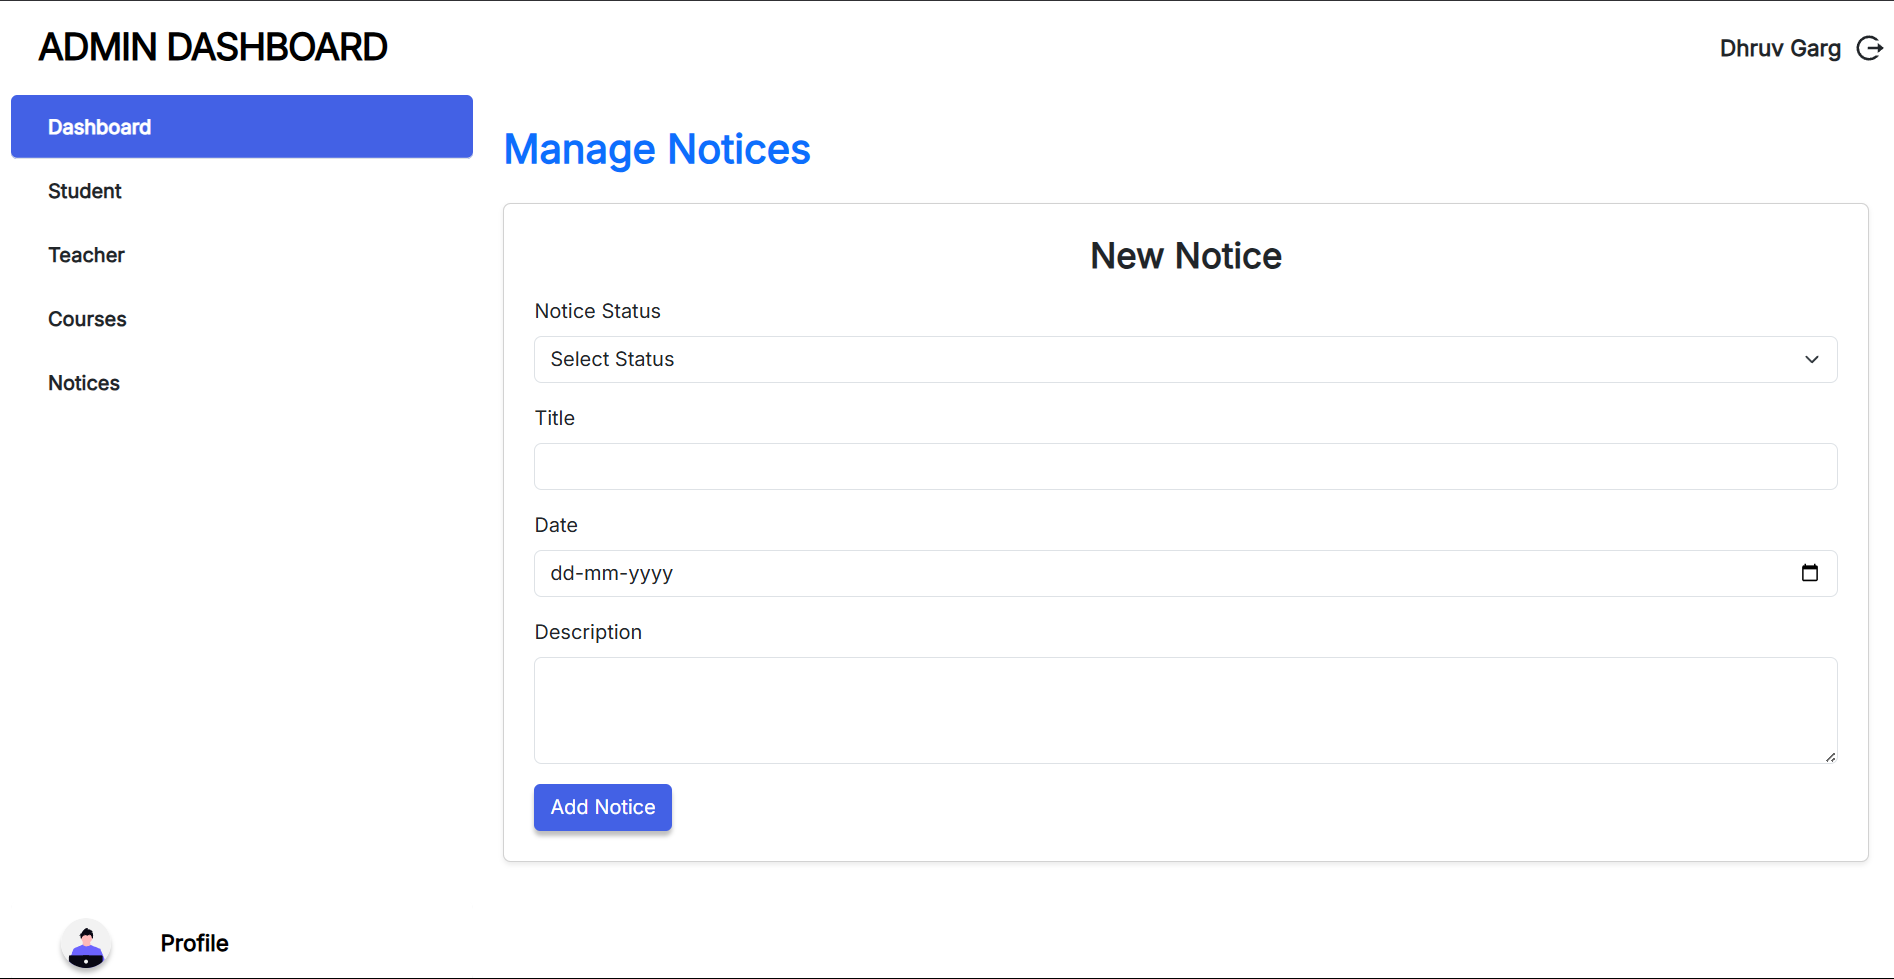 ADMIN DASHBOARD
Dhruv Garg
Dashboard
Student
Teacher
Courses
Notices
Profile
Manage Notices
New Notice
Notice Status
Select Status
Title
Date
dd-mm-yyyy
Description
Add Notice